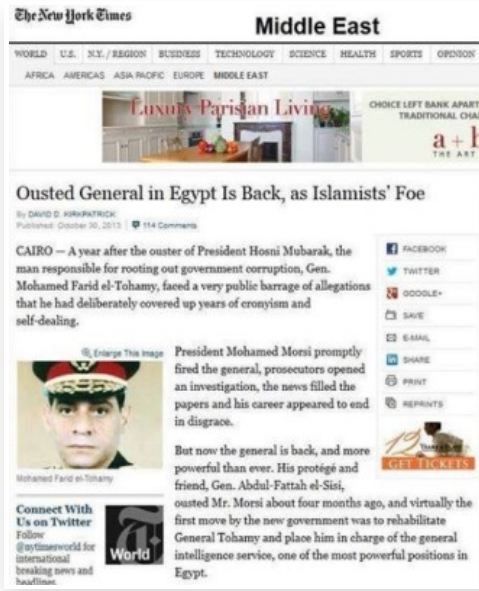 The New York Times
Middle East
WORLD U.S. N.Y. / REGION BUSINESS TECHNOLOGY SCIENCE HEALTH SPORTS OPINION
AFRICA AMERICAS ASIA PACIFIC EUROPE MIDDLE EAST
Luxury Parisian Living
CHOICE LEFT BANK APART
TRADITIONAL CHA
a + b
THE ART
Ousted General in Egypt Is Back, as Islamists' Foe
By DAVID D. KIRKPATRICK
Published: October 30, 2013 114 Comments
CAIRO — A year after the ouster of President Hosni Mubarak, the
man responsible for rooting out government corruption, Gen.
Mohamed Farid el-Tohamy, faced a very public barrage of allegations
that he had deliberately covered up years of cronyism and
self-dealing.
FACEBOOK
TWITTER
GOOGLE+
SAVE
E-MAIL
SHARE
PRINT
REPRINTS
12
GET TICKETS
Enlarge This Image
Mohamed Farid el-Tohamy
President Mohamed Morsi promptly
fired the general, prosecutors opened
an investigation, the news filled the
papers and his career appeared to end
in disgrace.
But now the general is back, and more
powerful than ever. His protégé and
friend, Gen. Abdul-Fattah el-Sisi,
ousted Mr. Morsi about four months ago, and virtually the
first move by the new government was to rehabilitate
General Tohamy and place him in charge of the general
intelligence service, one of the most powerful positions in
Egypt.
Connect With
Us on Twitter
Follow
@nytimesworld for
international
breaking news and
headlines.
T
World